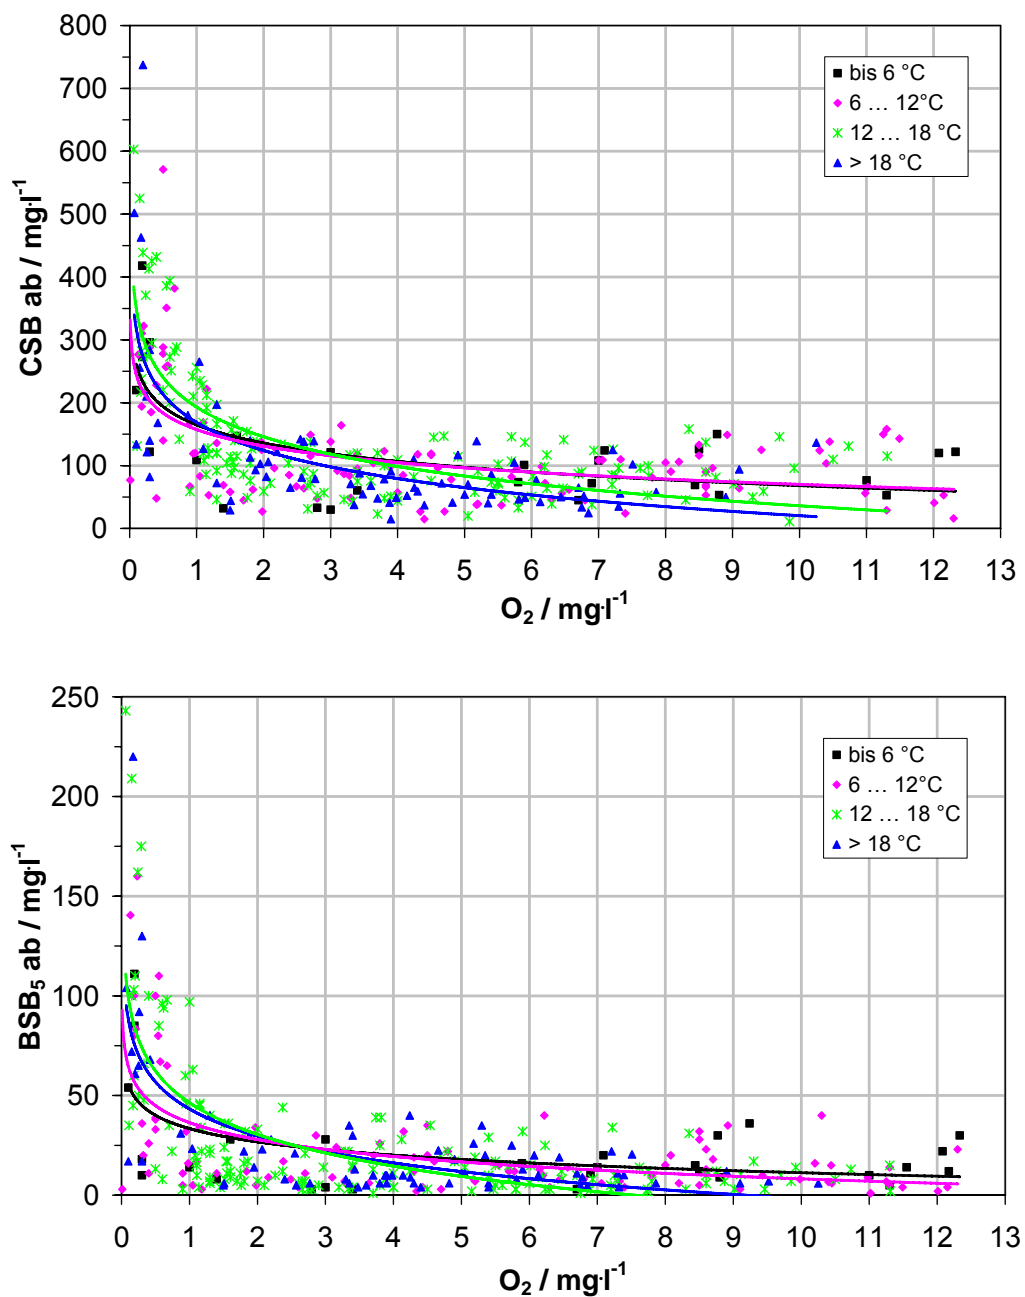 800
700
600
500
400
300
200
100
0
CSB ab / mg·l⁻¹
bis 6 °C
6 … 12°C
12 … 18 °C
> 18 °C
0 1 2 3 4 5 6 7 8 9 10 11 12 13
O₂ / mg·l⁻¹
250
200
150
100
50
0
BSB₅ ab / mg·l⁻¹
bis 6 °C
6 … 12°C
12 … 18 °C
> 18 °C
0 1 2 3 4 5 6 7 8 9 10 11 12 13
O₂ / mg·l⁻¹